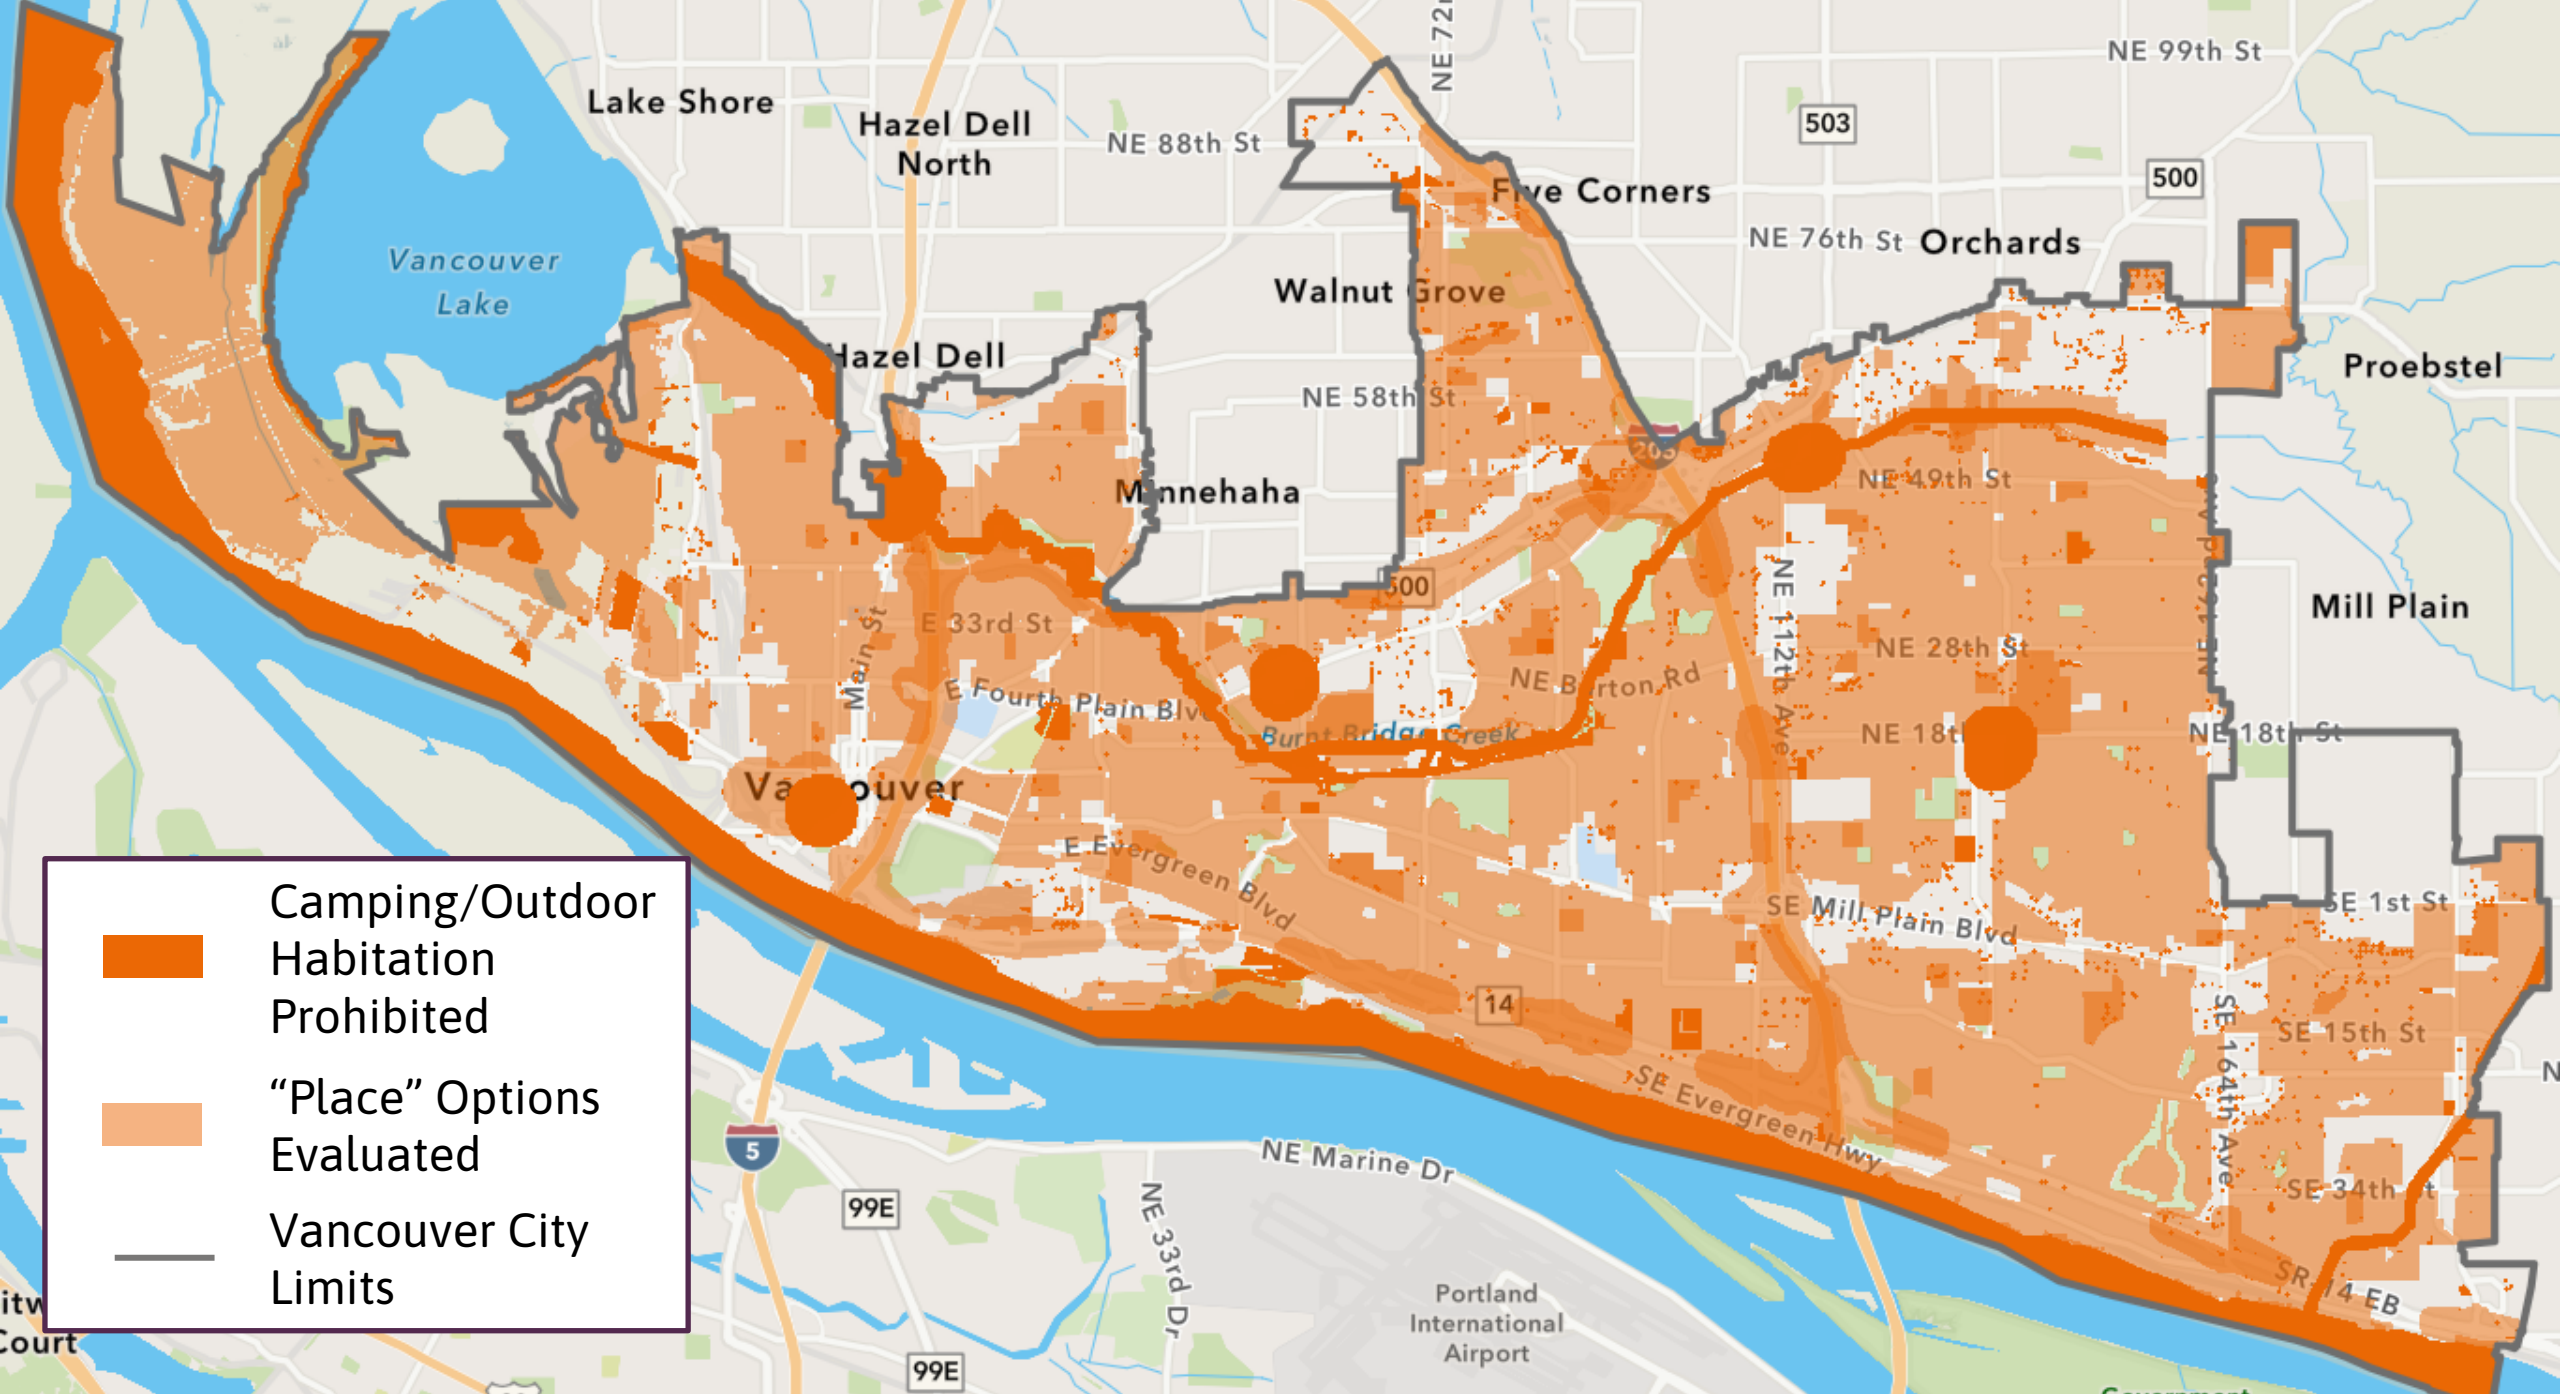 NE 72n
NE 99th St
Lake Shore
Hazel Dell
North
NE 88th St
503
500
Five Corners
NE 76th St
Orchards
Vancouver
Lake
Walnut Grove
Hazel Dell
NE 58th St
Proebstel
205
NE 49th St
Minnehaha
500
NE 112th Ave
Mill Plain
Main St
E 33rd St
NE 28th St
E Fourth Plain Blv
NE Burton Rd
Burnt Bridge Creek
NE 18t
NE 18th St
Vancouver
E Evergreen Blvd
SE Mill Plain Blvd
SE 1st St
14
SE 164th Ave
SE 15th St
SE Evergreen Hwy
SE 34th St
SR-14 EB
Camping/Outdoor
Habitation
Prohibited
“Place” Options
Evaluated
Vancouver City
Limits
5
99E
99E
NE Marine Dr
NE 33rd Dr
Portland
International
Airport
itw
Court
N